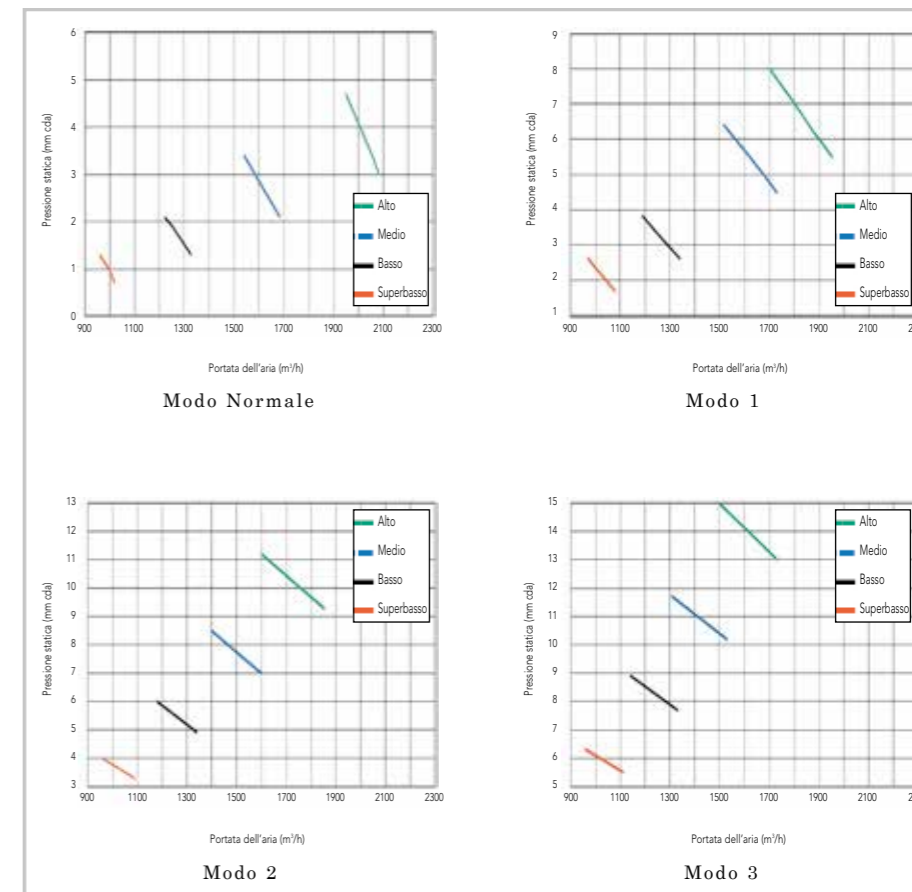 6
5
4
3
2
1
0
Pressione statica (mm cda)
900 1100 1300 1500 1700 1900 2100 2300
Portata dell'aria (m³/h)
Alto
Medio
Basso
Superbasso
Modo Normale
9
8
7
6
5
4
3
2
1
Pressione statica (mm cda)
900 1100 1300 1500 1700 1900 2100
Portata dell'aria (m³/h)
Alto
Medio
Basso
Superbasso
Modo 1
13
12
11
10
9
8
7
6
5
4
3
Pressione statica (mm cda)
900 1100 1300 1500 1700 1900 2100 2300
Portata dell'aria (m³/h)
Alto
Medio
Basso
Superbasso
Modo 2
15
14
13
12
11
10
9
8
7
6
5
Pressione statica (mm cda)
900 1100 1300 1500 1700 1900 2100
Portata dell'aria (m³/h)
Alto
Medio
Basso
Superbasso
Modo 3